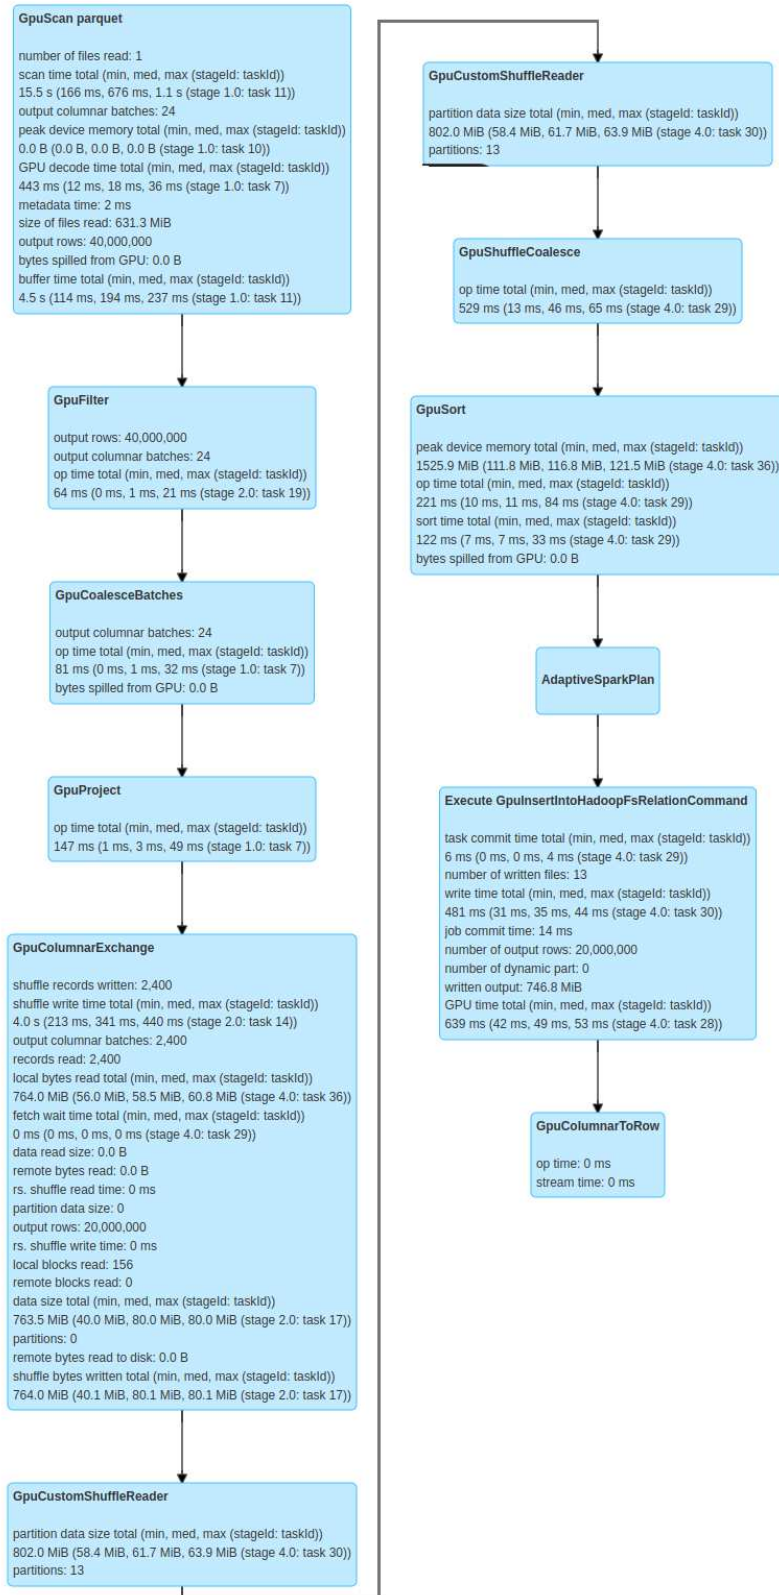 GpuScan parquet
number of files read: 1
scan time total (min, med, max (stageId: taskId))
15.5 s (166 ms, 676 ms, 1.1 s (stage 1.0: task 11))
output columnar batches: 24
peak device memory total (min, med, max (stageId: taskId))
0.0 B (0.0 B, 0.0 B, 0.0 B (stage 1.0: task 10))
GPU decode time total (min, med, max (stageId: taskId))
443 ms (12 ms, 18 ms, 36 ms (stage 1.0: task 7))
metadata time: 2 ms
size of files read: 631.3 MiB
output rows: 40,000,000
bytes spilled from GPU: 0.0 B
buffer time total (min, med, max (stageId: taskId))
4.5 s (114 ms, 194 ms, 237 ms (stage 1.0: task 11))
GpuFilter
output rows: 40,000,000
output columnar batches: 24
op time total (min, med, max (stageId: taskId))
64 ms (0 ms, 1 ms, 21 ms (stage 2.0: task 19))
GpuCoalesceBatches
output columnar batches: 24
op time total (min, med, max (stageId: taskId))
81 ms (0 ms, 1 ms, 32 ms (stage 1.0: task 7))
bytes spilled from GPU: 0.0 B
GpuProject
op time total (min, med, max (stageId: taskId))
147 ms (1 ms, 3 ms, 49 ms (stage 1.0: task 7))
GpuColumnarExchange
shuffle records written: 2,400
shuffle write time total (min, med, max (stageId: taskId))
4.0 s (213 ms, 341 ms, 440 ms (stage 2.0: task 14))
output columnar batches: 2,400
records read: 2,400
local bytes read total (min, med, max (stageId: taskId))
764.0 MiB (56.0 MiB, 58.5 MiB, 60.8 MiB (stage 4.0: task 36))
fetch wait time total (min, med, max (stageId: taskId))
0 ms (0 ms, 0 ms, 0 ms (stage 4.0: task 29))
data read size: 0.0 B
remote bytes read: 0.0 B
rs. shuffle read time: 0 ms
partition data size: 0
output rows: 20,000,000
rs. shuffle write time: 0 ms
local blocks read: 156
remote blocks read: 0
data size total (min, med, max (stageId: taskId))
763.5 MiB (40.0 MiB, 80.0 MiB, 80.0 MiB (stage 2.0: task 17))
partitions: 0
remote bytes read to disk: 0.0 B
shuffle bytes written total (min, med, max (stageId: taskId))
764.0 MiB (40.1 MiB, 80.1 MiB, 80.1 MiB (stage 2.0: task 17))
GpuCustomShuffleReader
partition data size total (min, med, max (stageId: taskId))
802.0 MiB (58.4 MiB, 61.7 MiB, 63.9 MiB (stage 4.0: task 30))
partitions: 13
GpuCustomShuffleReader
partition data size total (min, med, max (stageId: taskId))
802.0 MiB (58.4 MiB, 61.7 MiB, 63.9 MiB (stage 4.0: task 30))
partitions: 13
GpuShuffleCoalesce
op time total (min, med, max (stageId: taskId))
529 ms (13 ms, 46 ms, 65 ms (stage 4.0: task 29))
GpuSort
peak device memory total (min, med, max (stageId: taskId))
1525.9 MiB (111.8 MiB, 116.8 MiB, 121.5 MiB (stage 4.0: task 36))
op time total (min, med, max (stageId: taskId))
221 ms (10 ms, 11 ms, 84 ms (stage 4.0: task 29))
sort time total (min, med, max (stageId: taskId))
122 ms (7 ms, 7 ms, 33 ms (stage 4.0: task 29))
bytes spilled from GPU: 0.0 B
AdaptiveSparkPlan
Execute GpuInsertIntoHadoopFsRelationCommand
task commit time total (min, med, max (stageId: taskId))
6 ms (0 ms, 0 ms, 4 ms (stage 4.0: task 29))
number of written files: 13
write time total (min, med, max (stageId: taskId))
481 ms (31 ms, 35 ms, 44 ms (stage 4.0: task 30))
job commit time: 14 ms
number of output rows: 20,000,000
number of dynamic part: 0
written output: 746.8 MiB
GPU time total (min, med, max (stageId: taskId))
639 ms (42 ms, 49 ms, 53 ms (stage 4.0: task 28))
GpuColumnarToRow
op time: 0 ms
stream time: 0 ms